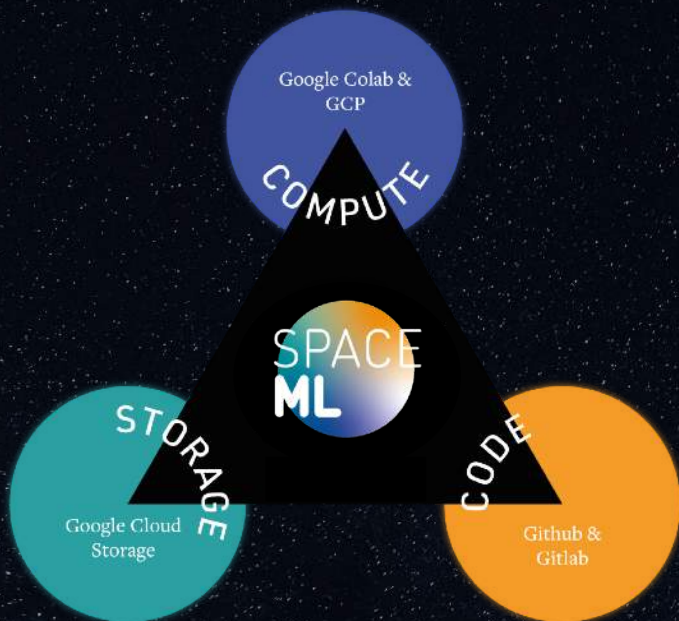 Google Colab &
GCP
COMPUTE
SPACE
ML
STORAGE
Google Cloud
Storage
CODE
Github &
Gitlab